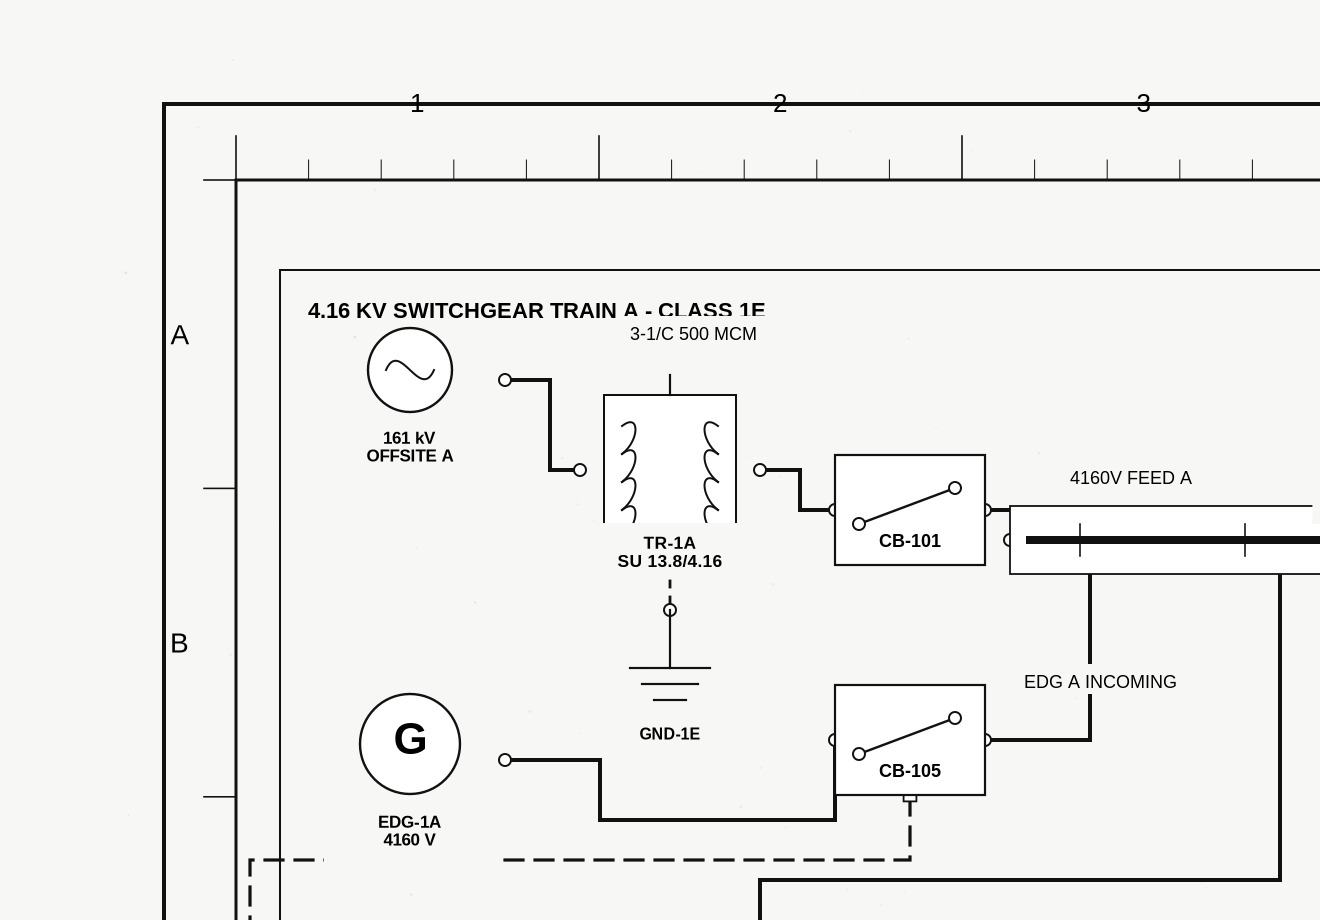 1 2 3
4.16 KV SWITCHGEAR TRAIN A - CLASS 1E
3-1/C 500 MCM
A
161 kV
OFFSITE A
4160V FEED A
CB-101
TR-1A
SU 13.8/4.16
B
EDG A INCOMING
GND-1E
G
CB-105
EDG-1A
4160 V